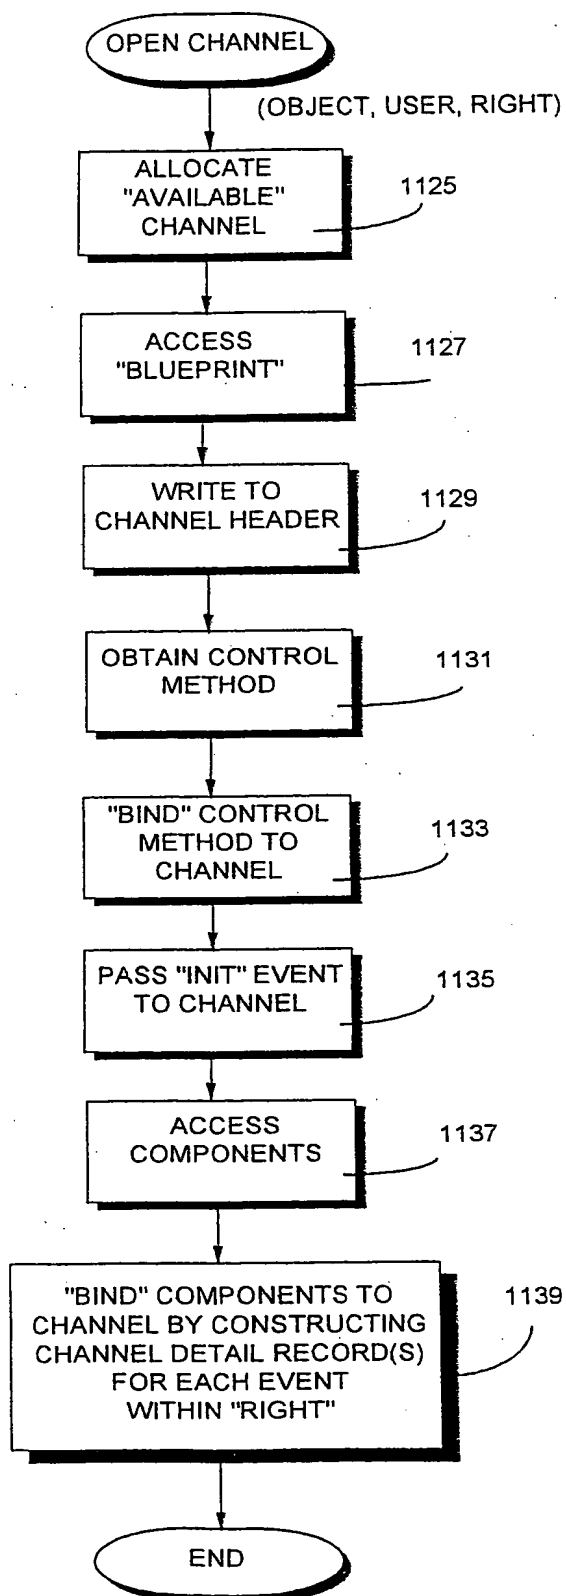 OPEN CHANNEL
(OBJECT, USER, RIGHT)
ALLOCATE
"AVAILABLE"
CHANNEL
1125
ACCESS
"BLUEPRINT"
1127
WRITE TO
CHANNEL HEADER
1129
OBTAIN CONTROL
METHOD
1131
"BIND" CONTROL
METHOD TO
CHANNEL
1133
PASS "INIT" EVENT
TO CHANNEL
1135
ACCESS
COMPONENTS
1137
"BIND" COMPONENTS TO
CHANNEL BY CONSTRUCTING
CHANNEL DETAIL RECORD(S)
FOR EACH EVENT
WITHIN "RIGHT"
1139
END